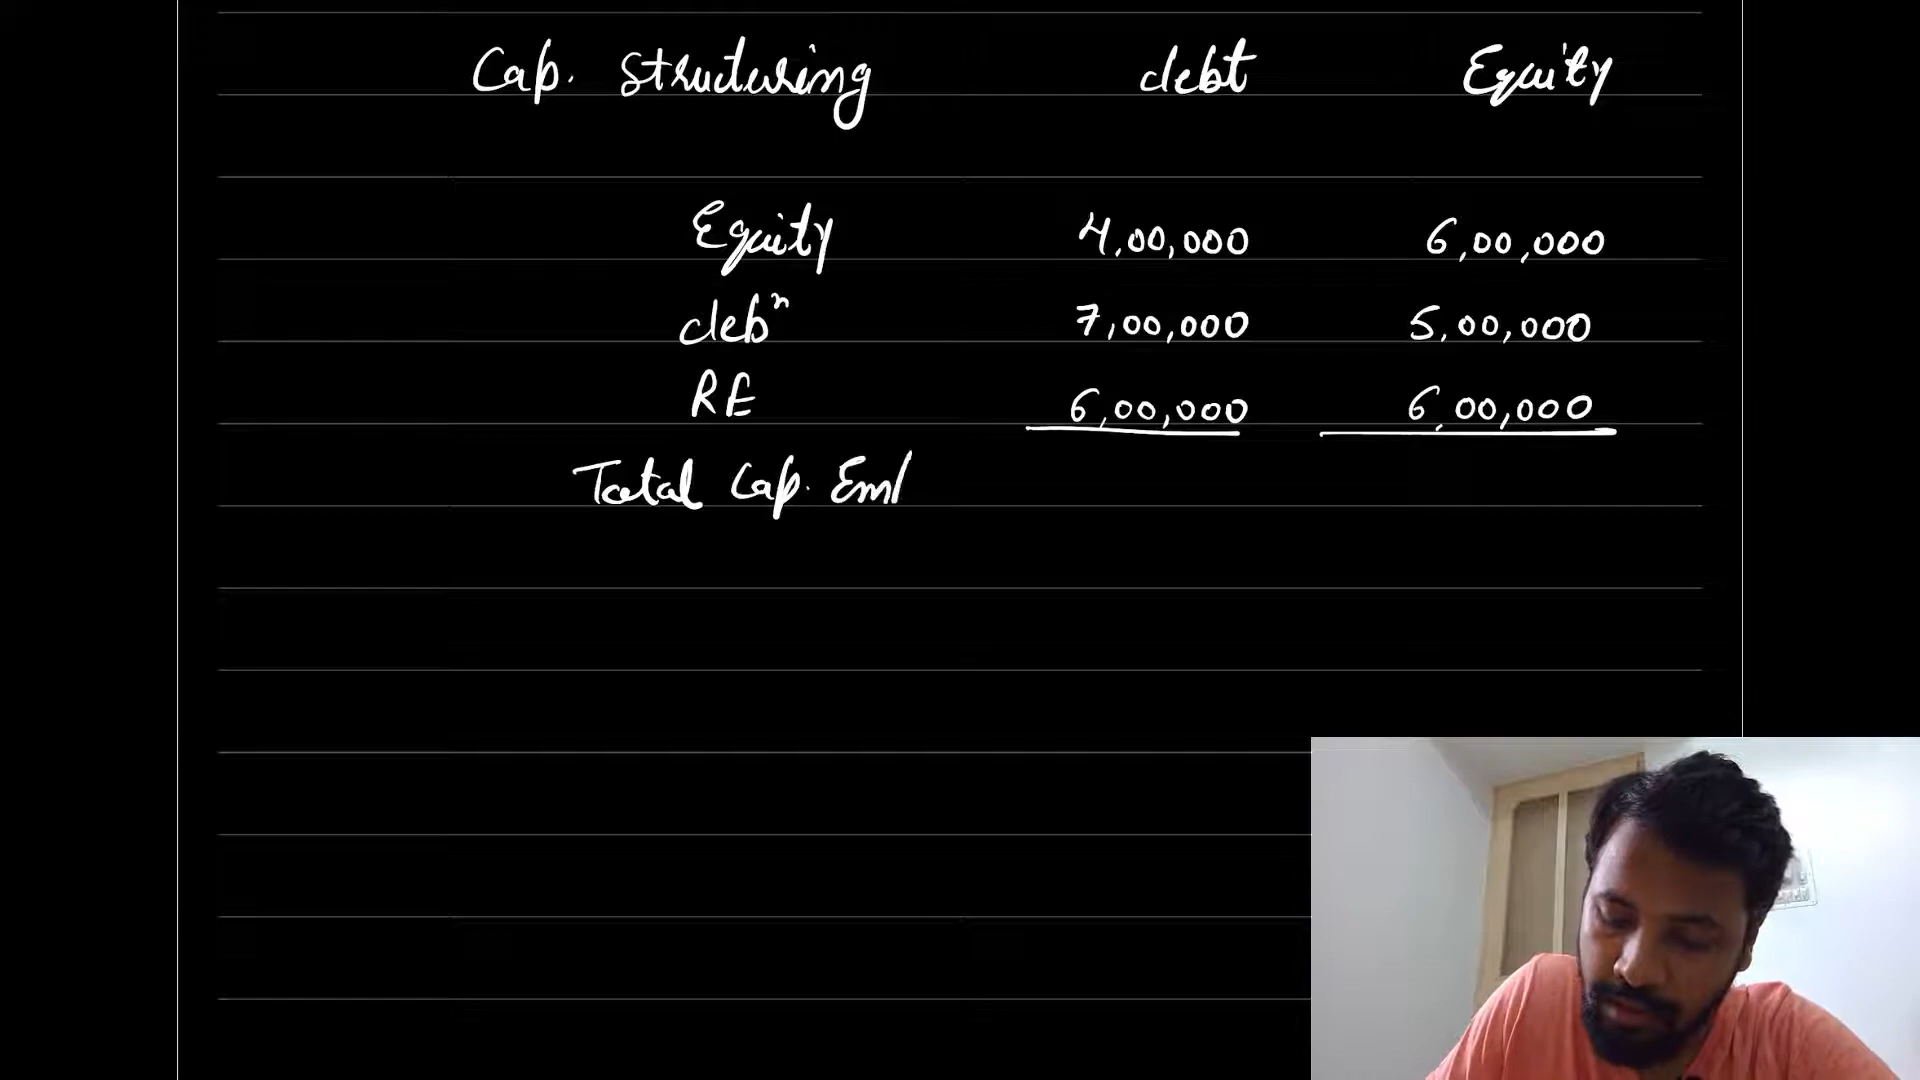 Cap. structuring debt Equity
Equity 4,00,000 6,00,000
debⁿ 7,00,000 5,00,000
RE 6,00,000 6,00,000
Total Cap. Eml